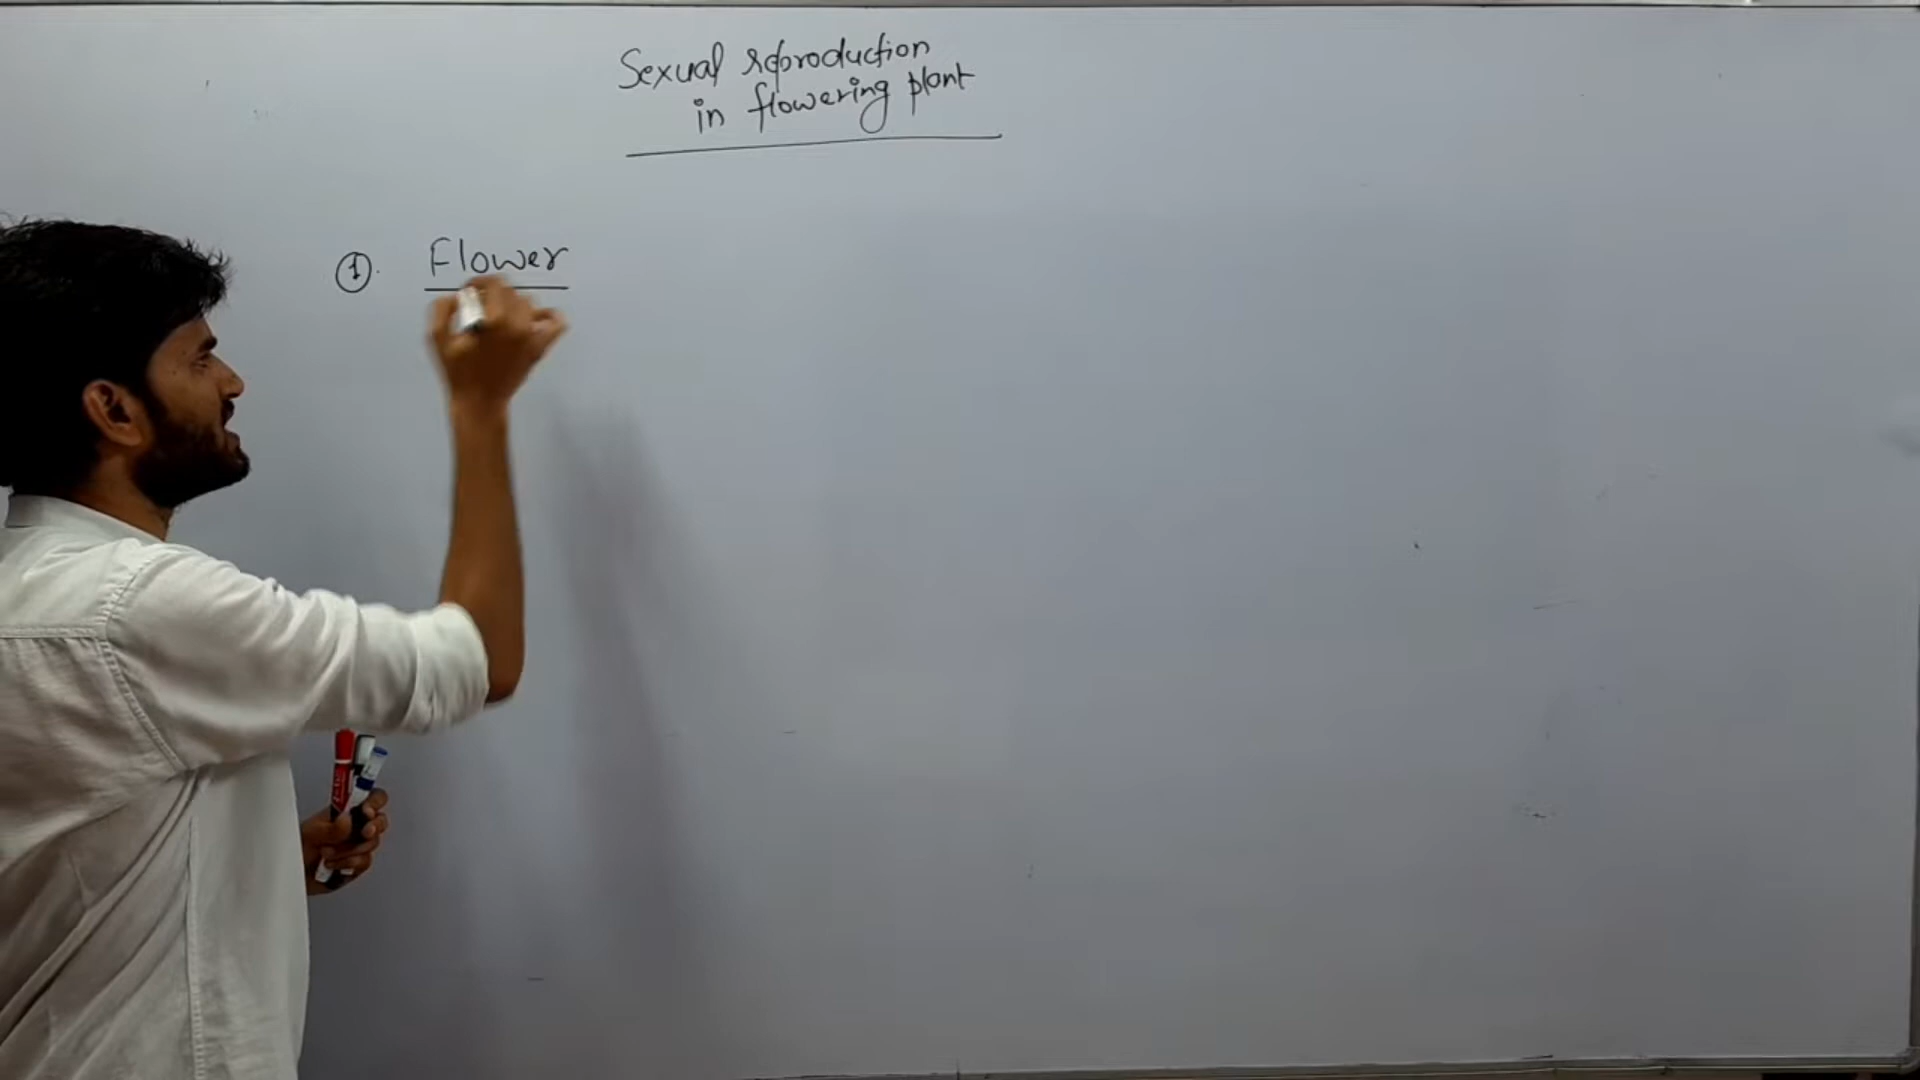 Sexual reproduction
in flowering plant
① . Flower